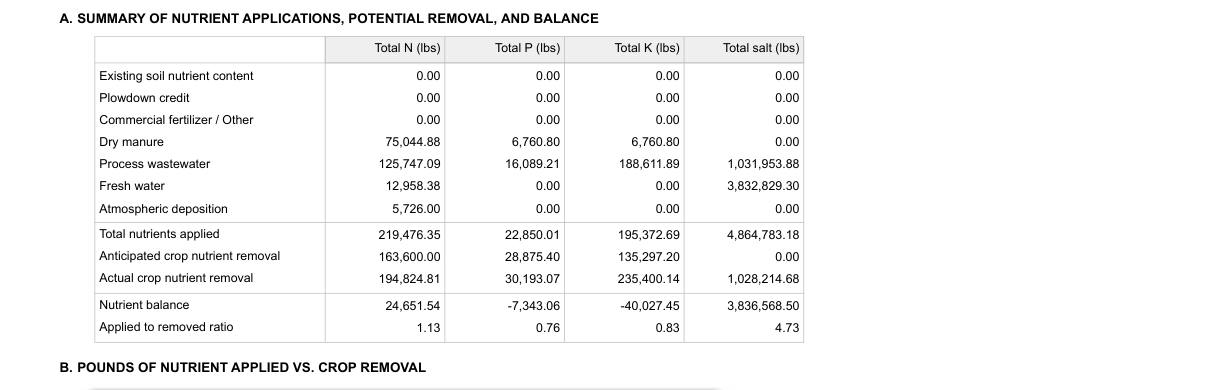 A. SUMMARY OF NUTRIENT APPLICATIONS, POTENTIAL REMOVAL, AND BALANCE
Total N (lbs) Total P (lbs) Total K (lbs) Total salt (lbs)
Existing soil nutrient content 0.00 0.00 0.00 0.00
Plowdown credit 0.00 0.00 0.00 0.00
Commercial fertilizer / Other 0.00 0.00 0.00 0.00
Dry manure 75,044.88 6,760.80 6,760.80 0.00
Process wastewater 125,747.09 16,089.21 188,611.89 1,031,953.88
Fresh water 12,958.38 0.00 0.00 3,832,829.30
Atmospheric deposition 5,726.00 0.00 0.00 0.00
Total nutrients applied 219,476.35 22,850.01 195,372.69 4,864,783.18
Anticipated crop nutrient removal 163,600.00 28,875.40 135,297.20 0.00
Actual crop nutrient removal 194,824.81 30,193.07 235,400.14 1,028,214.68
Nutrient balance 24,651.54 -7,343.06 -40,027.45 3,836,568.50
Applied to removed ratio 1.13 0.76 0.83 4.73
B. POUNDS OF NUTRIENT APPLIED VS. CROP REMOVAL